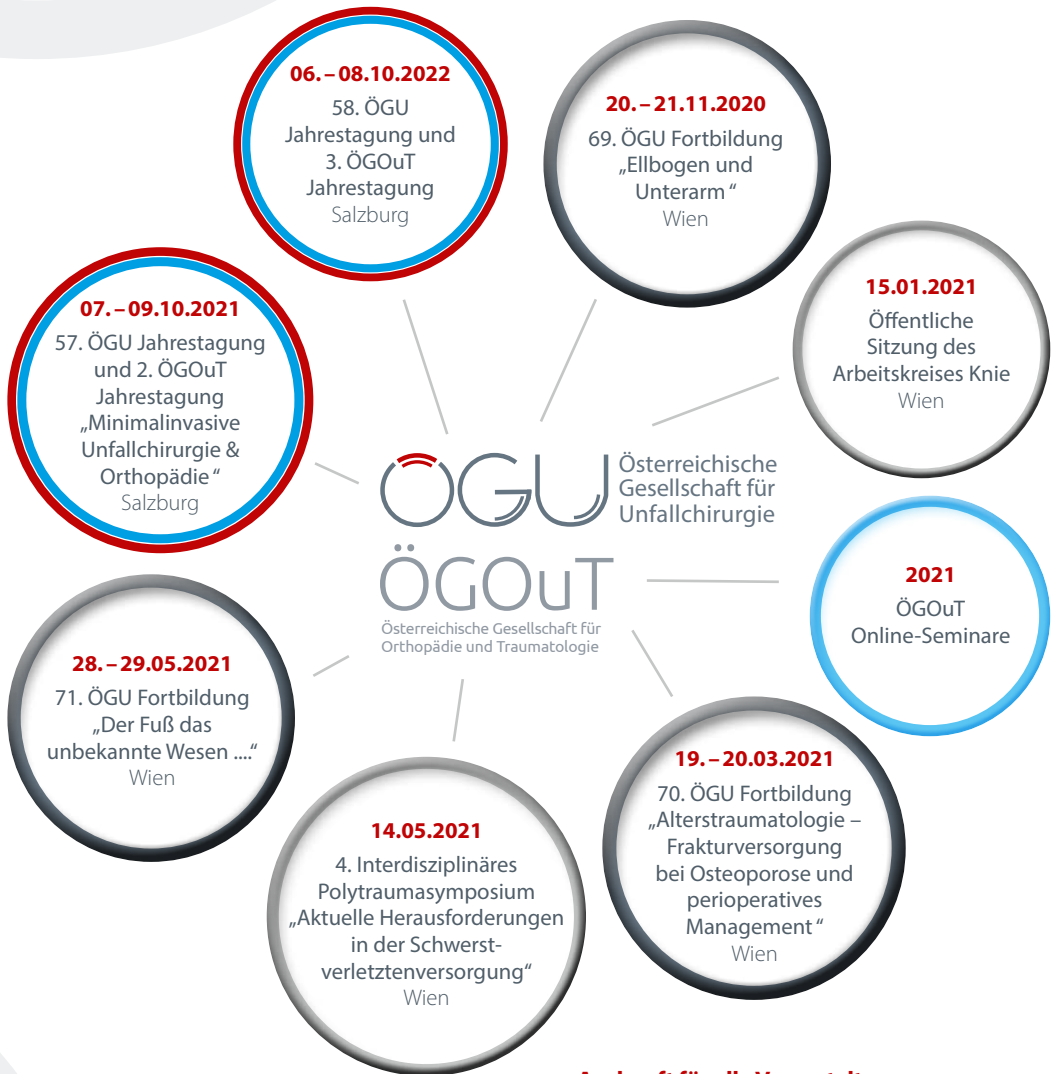 06. – 08.10.2022
58. ÖGU
Jahrestagung und
3. ÖGOuT
Jahrestagung
Salzburg
20. – 21.11.2020
69. ÖGU Fortbildung
„Ellbogen und
Unterarm “
Wien
15.01.2021
Öffentliche
Sitzung des
Arbeitskreises Knie
Wien
2021
ÖGOuT
Online-Seminare
19. – 20.03.2021
70. ÖGU Fortbildung
„Alterstraumatologie –
Frakturversorgung
bei Osteoporose und
perioperatives
Management “
Wien
14.05.2021
4. Interdisziplinäres
Polytraumasymposium
„Aktuelle Herausforderungen
in der Schwerst-
verletztenversorgung“
Wien
28. – 29.05.2021
71. ÖGU Fortbildung
„Der Fuß das
unbekannte Wesen ....“
Wien
07. – 09.10.2021
57. ÖGU Jahrestagung
und 2. ÖGOuT
Jahrestagung
„Minimalinvasive
Unfallchirurgie &
Orthopädie “
Salzburg
ÖGU
Österreichische
Gesellschaft für
Unfallchirurgie
ÖGOuT
Österreichische Gesellschaft für
Orthopädie und Traumatologie